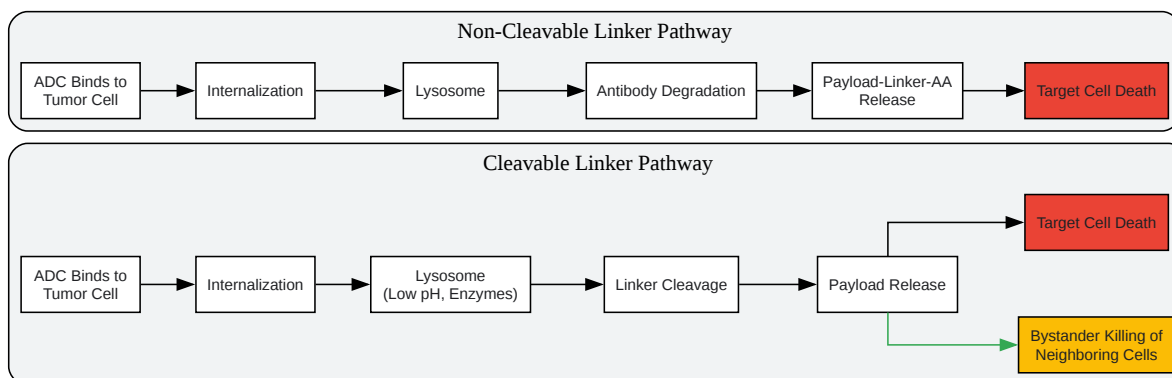 Non-Cleavable Linker Pathway
ADC Binds to
Tumor Cell
Internalization
Lysosome
Antibody Degradation
Payload-Linker-AA
Release
Target Cell Death
Cleavable Linker Pathway
ADC Binds to
Tumor Cell
Internalization
Lysosome
(Low pH, Enzymes)
Linker Cleavage
Payload Release
Target Cell Death
Bystander Killing of
Neighboring Cells